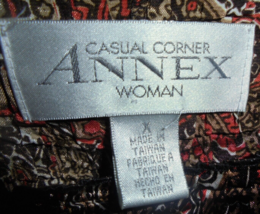 CASUAL CORNER
ANNEX
WOMAN
X
MADE IN
TAIWAN
FABRIQUE A
TAIWAN
HECHO EN
TAIWAN